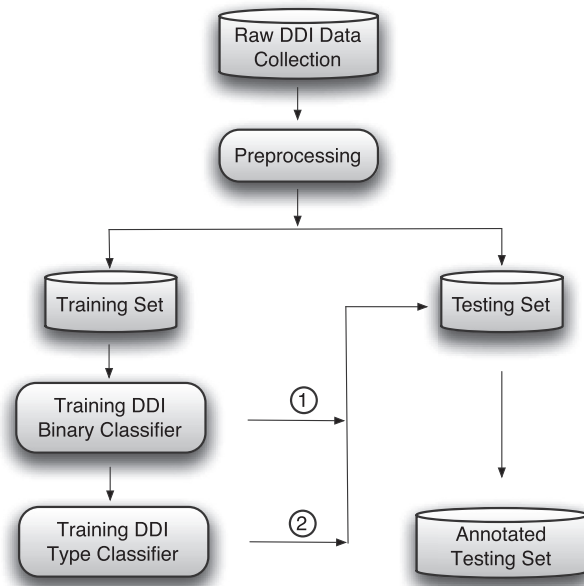 Raw DDI Data
Collection
Preprocessing
Training Set
Testing Set
Training DDI
Binary Classifier
1
Training DDI
Type Classifier
2
Annotated
Testing Set